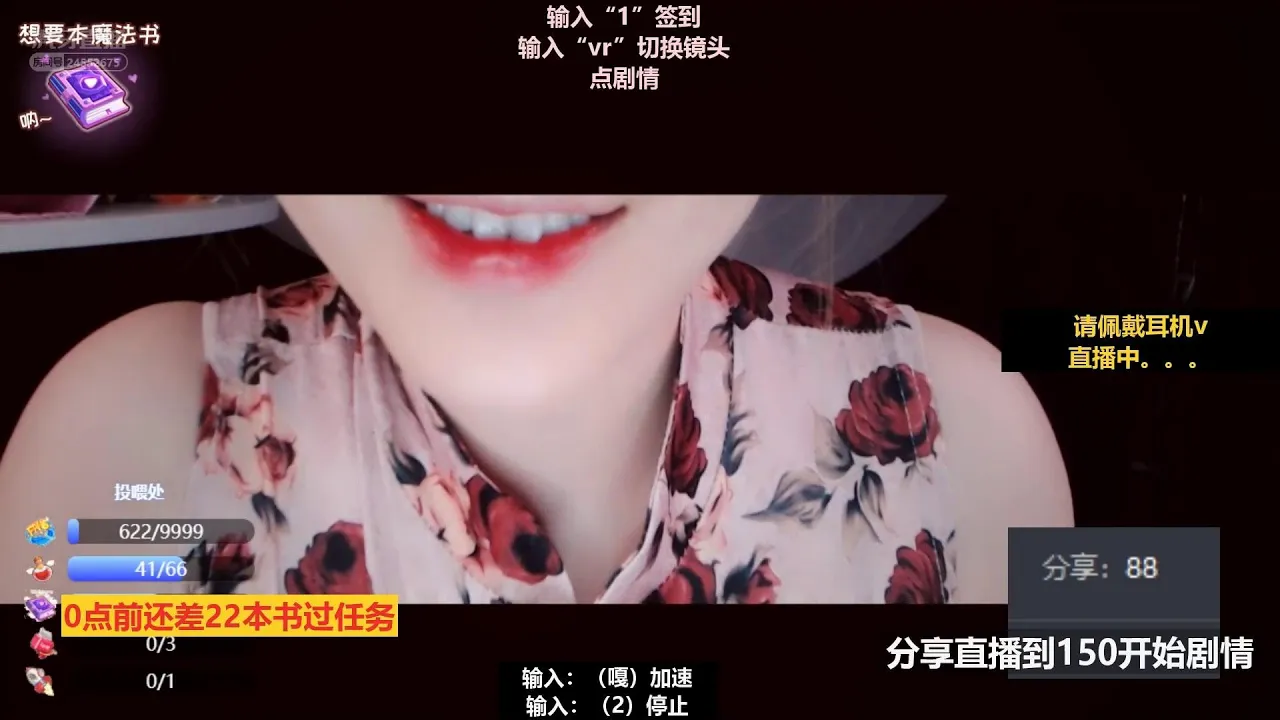 输入“1”签到
输入“vr”切换镜头
点剧情
想要本魔法书
房间号 24852675
呐~
请佩戴耳机v
直播中。。。
投喂处
622/9999
41/66
0点前还差22本书过任务
0/3
0/1
分享：88
分享直播到150开始剧情
输入：（嘎）加速
输入：（2）停止